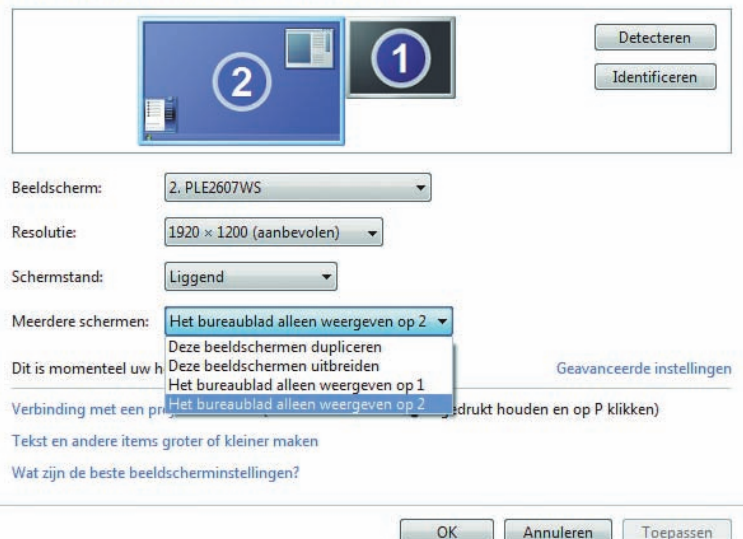 2
1
Detecteren
Identificeren
Beeldscherm: 2. PLE2607WS
Resolutie: 1920 × 1200 (aanbevolen)
Schermstand: Liggend
Meerdere schermen: Het bureaublad alleen weergeven op 2
Deze beeldschermen dupliceren
Deze beeldschermen uitbreiden
Het bureaublad alleen weergeven op 1
Het bureaublad alleen weergeven op 2
Dit is momenteel uw h
Geavanceerde instellingen
Verbinding met een pr edrukt houden en op P klikken)
Tekst en andere items groter of kleiner maken
Wat zijn de beste beeldscherminstellingen?
OK Annuleren Toepassen